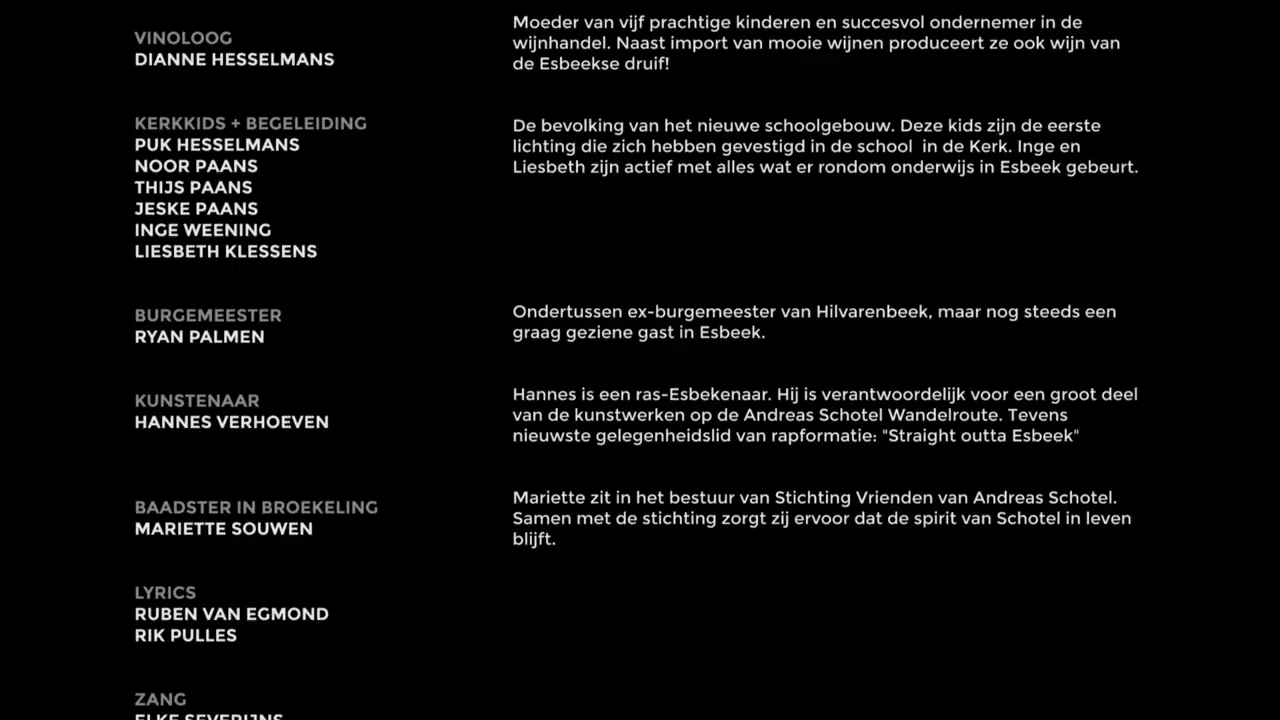 VINOLOOG
DIANNE HESSELMANS
Moeder van vijf prachtige kinderen en succesvol ondernemer in de
wijnhandel. Naast import van mooie wijnen produceert ze ook wijn van
de Esbeekse druif!
KERKKIDS + BEGELEIDING
PUK HESSELMANS
NOOR PAANS
THIJS PAANS
JESKE PAANS
INGE WEENING
LIESBETH KLESSENS
De bevolking van het nieuwe schoolgebouw. Deze kids zijn de eerste
lichting die zich hebben gevestigd in de school  in de Kerk. Inge en
Liesbeth zijn actief met alles wat er rondom onderwijs in Esbeek gebeurt.
BURGEMEESTER
RYAN PALMEN
Ondertussen ex-burgemeester van Hilvarenbeek, maar nog steeds een
graag geziene gast in Esbeek.
KUNSTENAAR
HANNES VERHOEVEN
Hannes is een ras-Esbekenaar. Hij is verantwoordelijk voor een groot deel
van de kunstwerken op de Andreas Schotel Wandelroute. Tevens
nieuwste gelegenheidslid van rapformatie: "Straight outta Esbeek"
BAADSTER IN BROEKELING
MARIETTE SOUWEN
Mariette zit in het bestuur van Stichting Vrienden van Andreas Schotel.
Samen met de stichting zorgt zij ervoor dat de spirit van Schotel in leven
blijft.
LYRICS
RUBEN VAN EGMOND
RIK PULLES
ZANG
ELKE SEVERIJNS